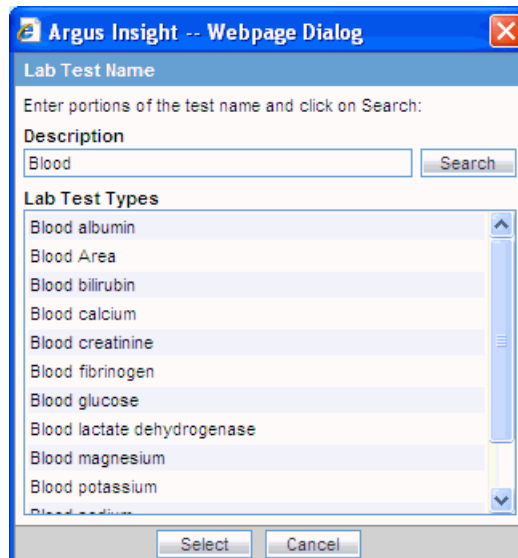 Argus Insight -- Webpage Dialog
Lab Test Name
Enter portions of the test name and click on Search:
Description
Blood
Search
Lab Test Types
Blood albumin
Blood Area
Blood bilirubin
Blood calcium
Blood creatinine
Blood fibrinogen
Blood glucose
Blood lactate dehydrogenase
Blood magnesium
Blood potassium
Blood sodium
Select
Cancel